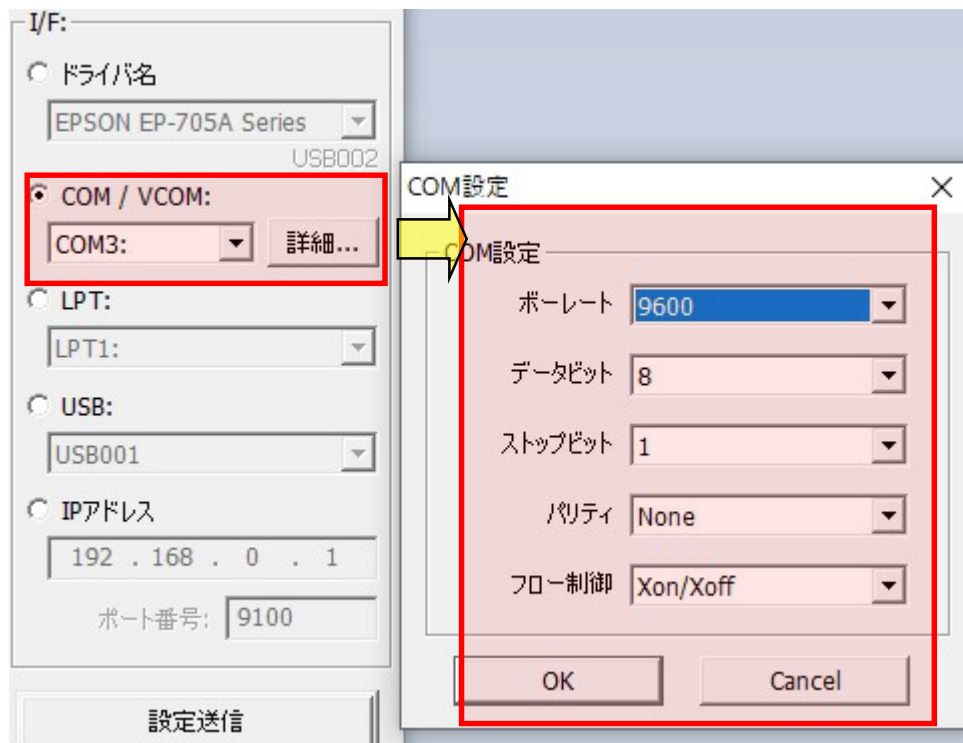 I/F:
ドライバ名
EPSON EP-705A Series
USB002
COM / VCOM:
COM3:
詳細...
LPT:
LPT1:
USB:
USB001
IPアドレス
192 . 168 . 0 . 1
ポート番号: 9100
設定送信
COM設定
COM設定
ボーレート 9600
データビット 8
ストップビット 1
パリティ None
フロー制御 Xon/Xoff
OK Cancel